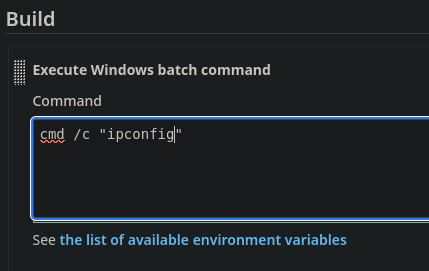 Build
Execute Windows batch command
Command
cmd /c "ipconfig"
See the list of available environment variables